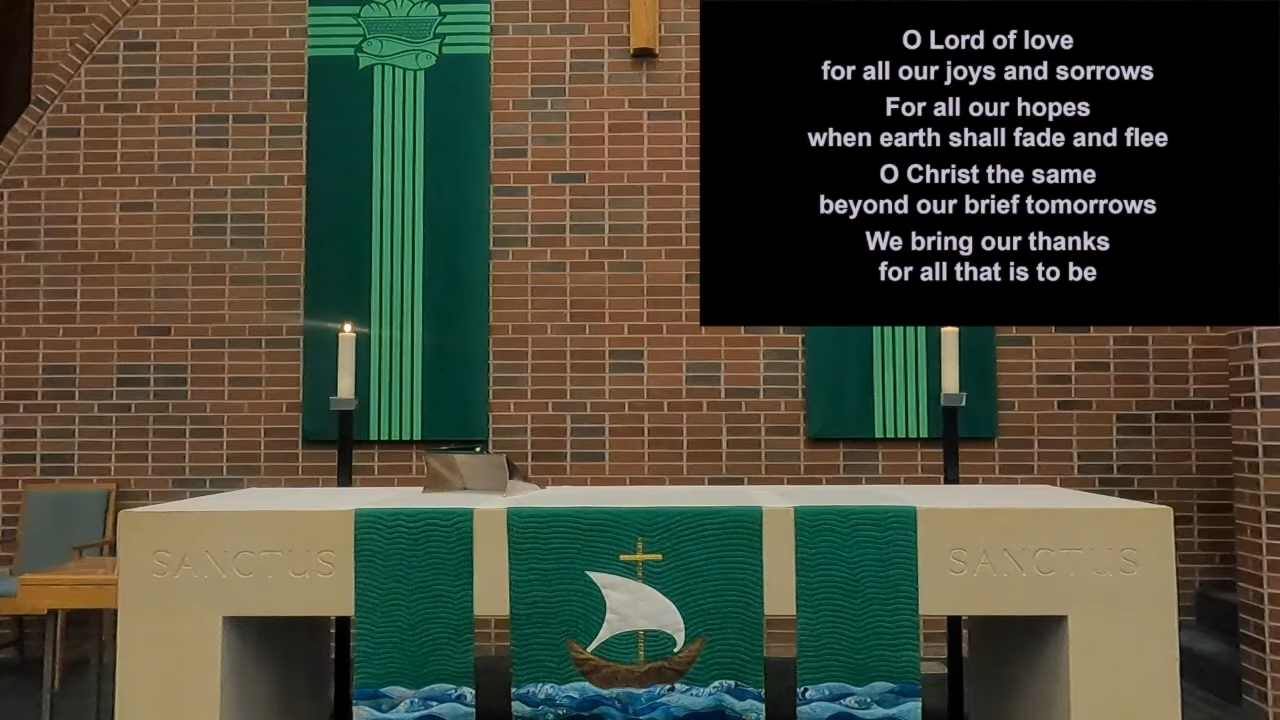 O Lord of love
for all our joys and sorrows
For all our hopes
when earth shall fade and flee
O Christ the same
beyond our brief tomorrows
We bring our thanks
for all that is to be
SANCTUS
SANCTUS